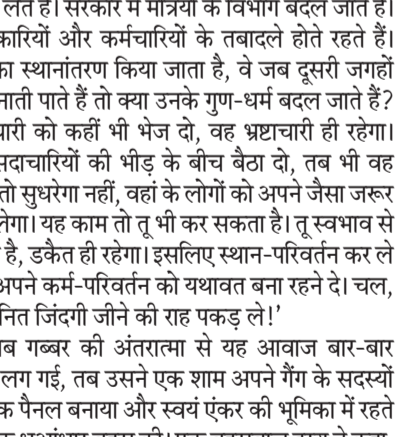 लेते हैं। सरकार में मंत्रियों के विभाग बदल जाते हैं।
कारियों और कर्मचारियों के तबादले होते रहते हैं।
का स्थानांतरण किया जाता है, वे जब दूसरी जगहों
नाती पाते हैं तो क्या उनके गुण-धर्म बदल जाते हैं?
चारी को कहीं भी भेज दो, वह भ्रष्टाचारी ही रहेगा।
सदाचारियों की भीड़ के बीच बैठा दो, तब भी वह
तो सुधरेगा नहीं, वहां के लोगों को अपने जैसा जरूर
लेगा। यह काम तो तू भी कर सकता है। तू स्वभाव से
है, डकैत ही रहेगा। इसलिए स्थान-परिवर्तन कर ले
अपने कर्म-परिवर्तन को यथावत बना रहने दे। चल,
नित जिंदगी जीने की राह पकड़ ले!’
ब गब्बर की अंतरात्मा से यह आवाज बार-बार
लग गई, तब उसने एक शाम अपने गैंग के सदस्यों
क पैनल बनाया और स्वयं एंकर की भूमिका में रहते